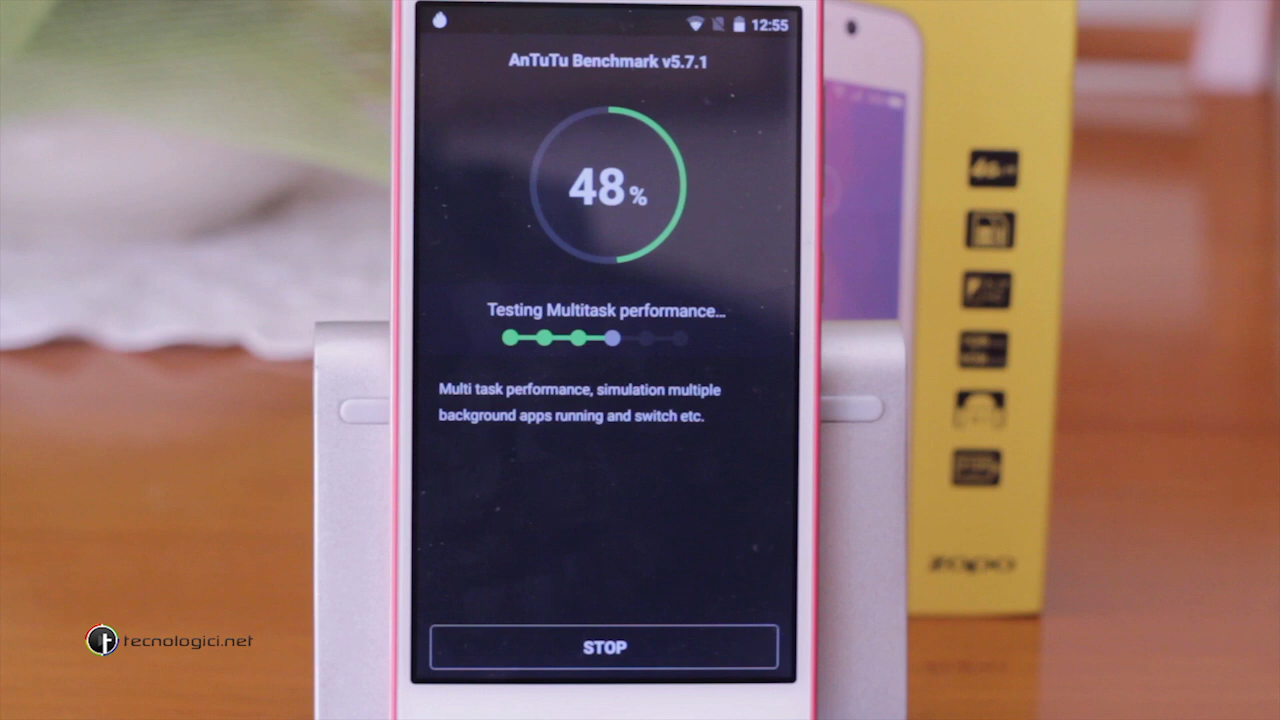 12:55
AnTuTu Benchmark v5.7.1
48%
Testing Multitask performance...
Multi task performance, simulation multiple
background apps running and switch etc.
STOP
zopo
tecnologici.net